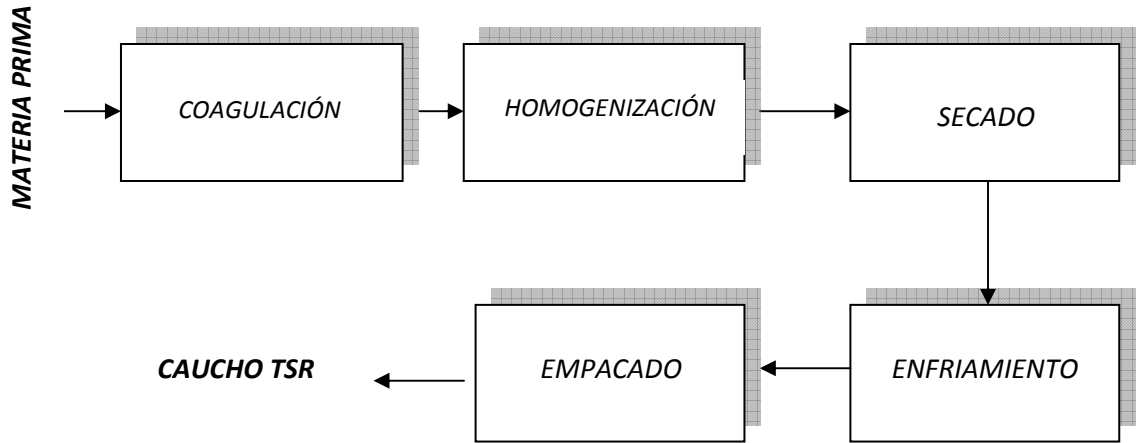 MATERIA PRIMA
COAGULACIÓN
HOMOGENIZACIÓN
SECADO
ENFRIAMIENTO
EMPACADO
CAUCHO TSR